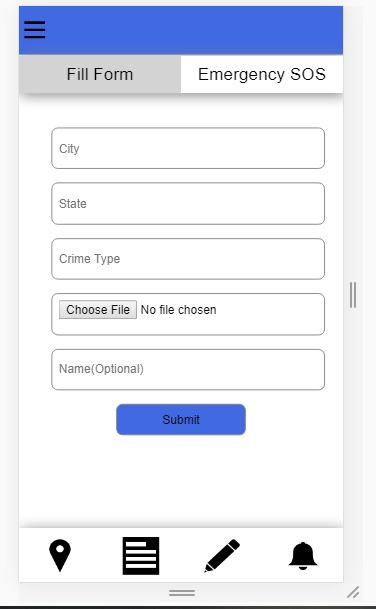 Fill Form Emergency SOS
City
State
Crime Type
Choose File No file chosen
Name(Optional)
Submit